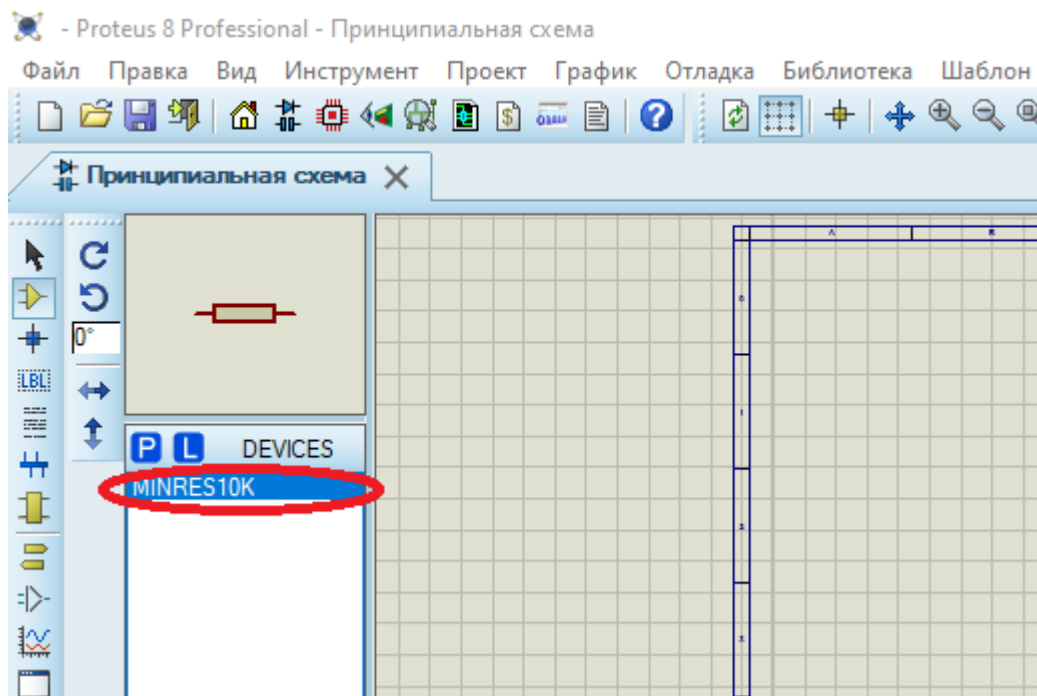 - Proteus 8 Professional - Принципиальная схема
Файл Правка Вид Инструмент Проект График Отладка Библиотека Шаблон
Принципиальная схема
0°
LBL
P L DEVICES
MINRES10K